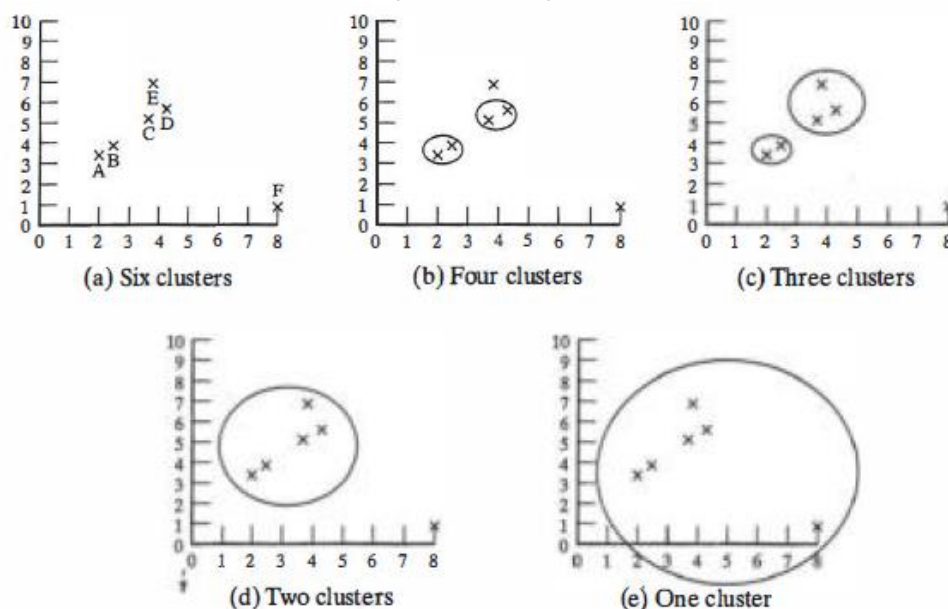 10 9 8 7 6 5 4 3 2 1 0
E
D
C
B
A
F
0 1 2 3 4 5 6 7 8
(a) Six clusters
10 9 8 7 6 5 4 3 2 1 0
0 1 2 3 4 5 6 7 8
(b) Four clusters
10 9 8 7 6 5 4 3 2 1 0
0 1 2 3 4 5 6 7 8
(c) Three clusters
10 9 8 7 6 5 4 3 2 1 0
0 1 2 3 4 5 6 7 8
(d) Two clusters
10 9 8 7 6 5 4 3 2 1 0
0 1 2 3 4 5 6 7 8
(e) One cluster